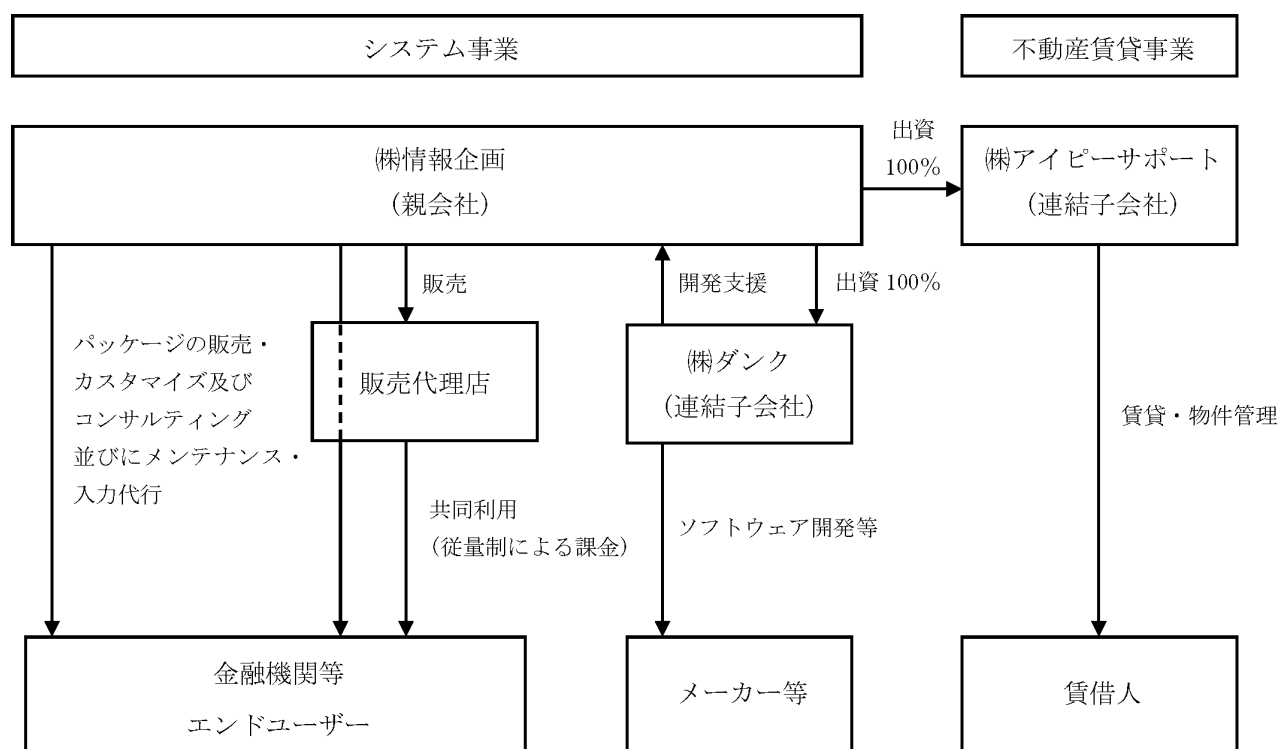 システム事業
不動産賃貸事業
㈱情報企画
(親会社)
出資
100%
㈱アイピーサポート
(連結子会社)
販売
開発支援
出資 100%
パッケージの販売・
カスタマイズ及び
コンサルティング
並びにメンテナンス・
入力代行
販売代理店
㈱ダンク
(連結子会社)
賃貸・物件管理
共同利用
(従量制による課金)
ソフトウェア開発等
金融機関等
エンドユーザー
メーカー等
賃借人